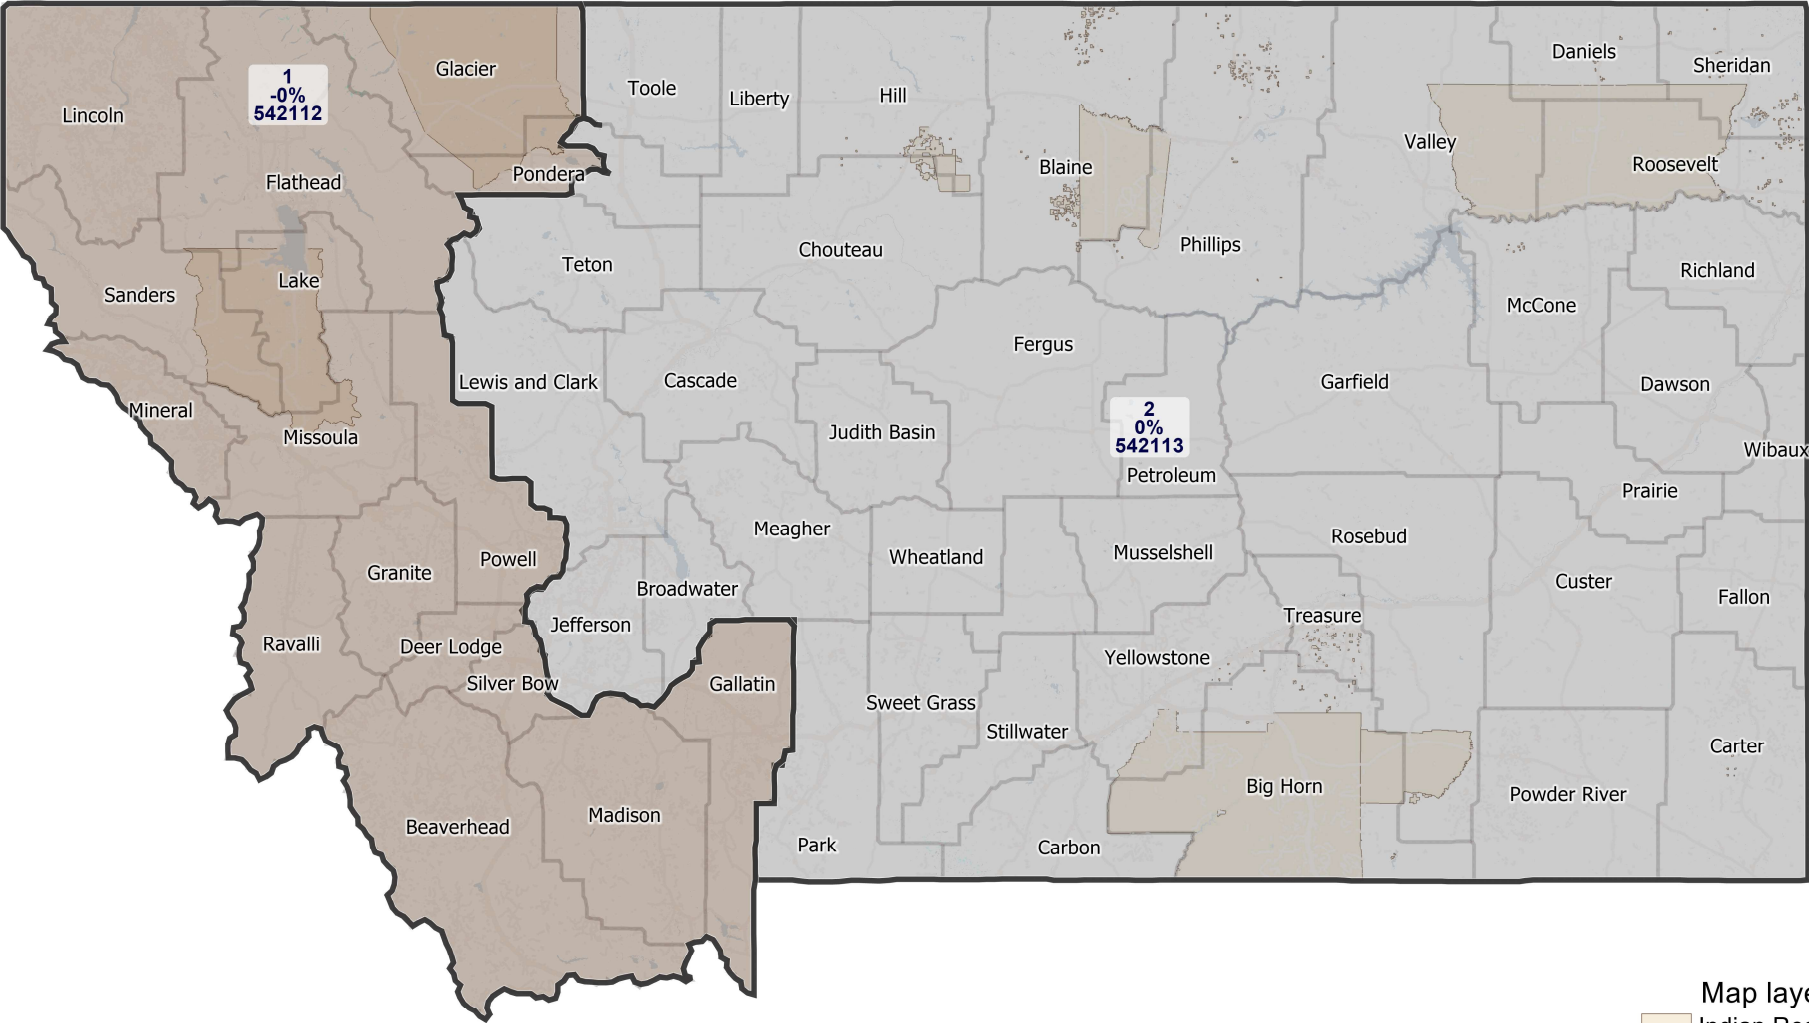 Glacier
Daniels
Sheridan
1
-0%
542112
Toole
Liberty
Hill
Lincoln
Valley
Blaine
Roosevelt
Pondera
Flathead
Phillips
Chouteau
Teton
Richland
Lake
Sanders
McCone
Fergus
Lewis and Clark
Cascade
Garfield
Dawson
Mineral
2
0%
542113
Missoula
Judith Basin
Wibaux
Petroleum
Prairie
Meagher
Rosebud
Musselshell
Wheatland
Powell
Granite
Custer
Broadwater
Fallon
Treasure
Jefferson
Ravalli
Deer Lodge
Yellowstone
Silver Bow
Gallatin
Sweet Grass
Stillwater
Carter
Big Horn
Powder River
Madison
Beaverhead
Park
Carbon
Map laye